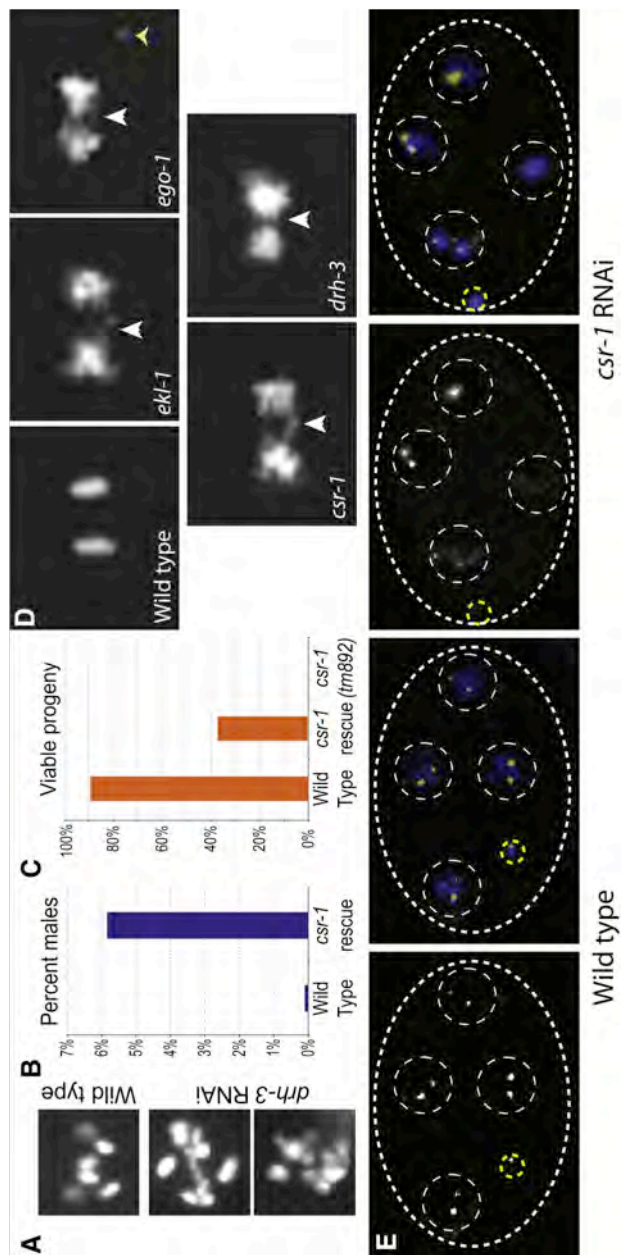 A
Wild type
drh-3 RNAi
B
Percent males
7%
6%
5%
4%
3%
2%
1%
0%
Wild
Type
csr-1
rescue
C
Viable progeny
100%
80%
60%
40%
20%
0%
Wild
Type
csr-1
rescue
csr-1
(tm892)
D
Wild type
ekl-1
ego-1
csr-1
drh-3
E
Wild type
csr-1 RNAi